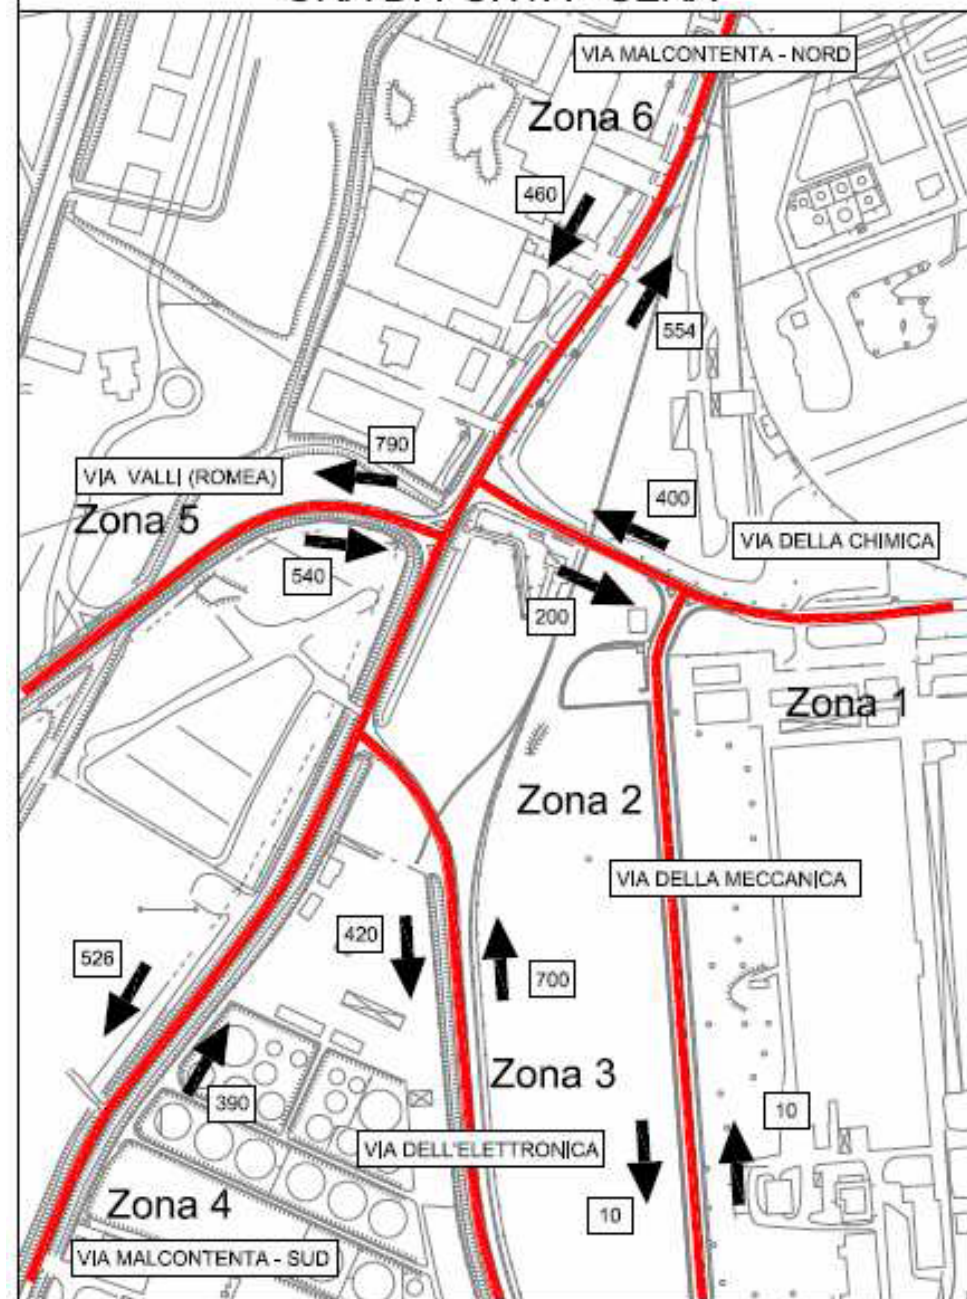 VIA MALCONTENTA - NORD
Zona 6
460
554
790
VIA VALLI (ROMEA)
Zona 5
400
VIA DELLA CHIMICA
540
200
Zona 1
Zona 2
VIA DELLA MECCANICA
420
526
700
Zona 3
390
10
VIA DELL'ELETTRONICA
Zona 4
10
VIA MALCONTENTA - SUD